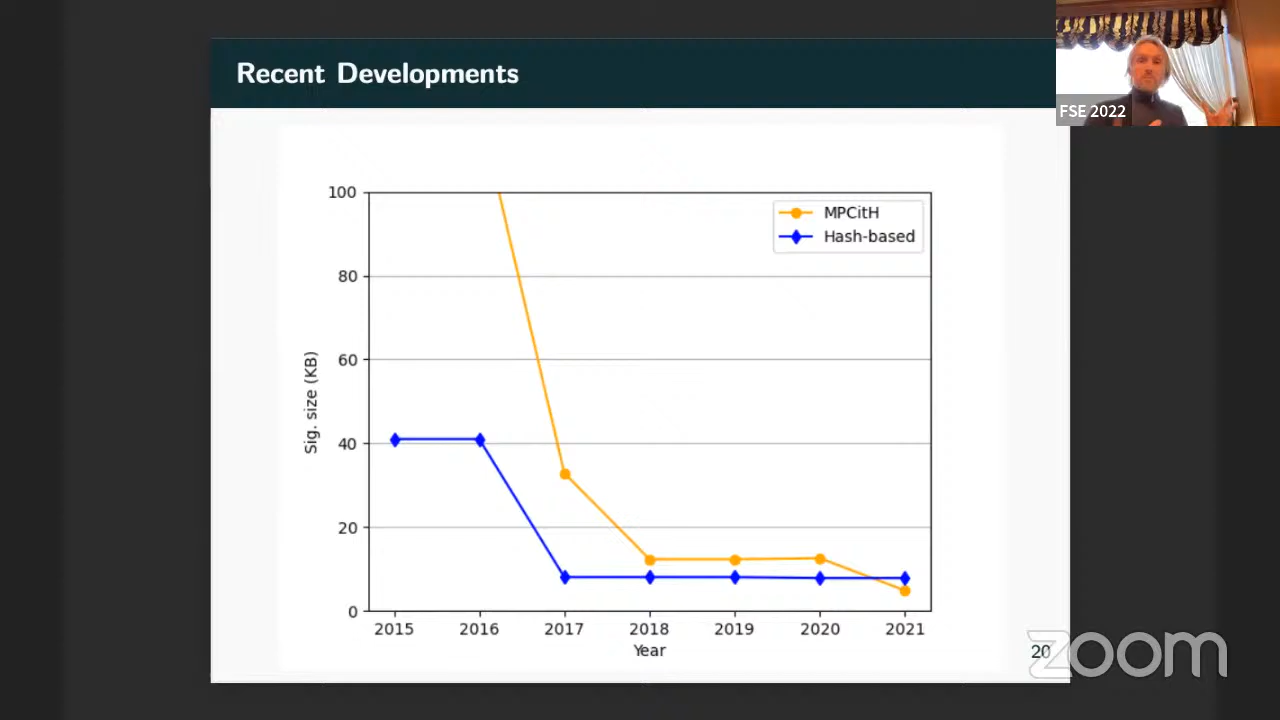 Recent Developments
FSE 2022
100
80
60
40
20
0
Sig. size (KB)
MPCitH
Hash-based
2015 2016 2017 2018 2019 2020 2021
Year
20
zoom